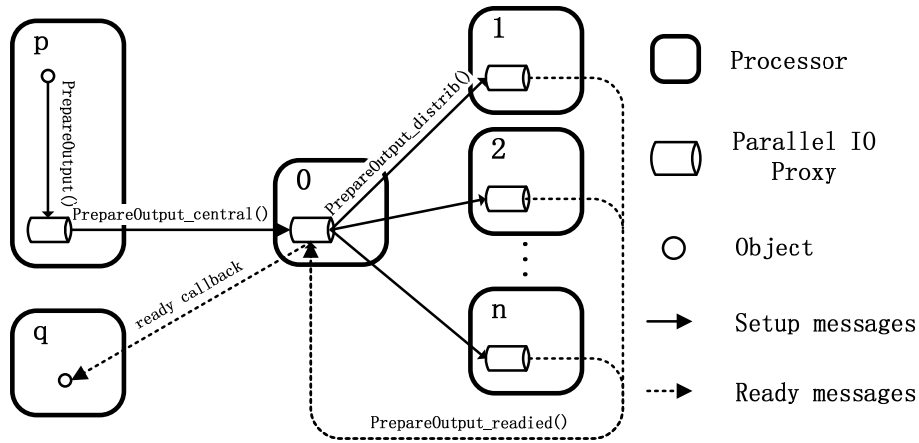 p
PrepareOutput()
PrepareOutput_central()
0
PrepareOutput_distrib()
1
2
n
ready callback
q
PrepareOutput_readied()
Processor
Parallel IO
Proxy
Object
Setup messages
Ready messages